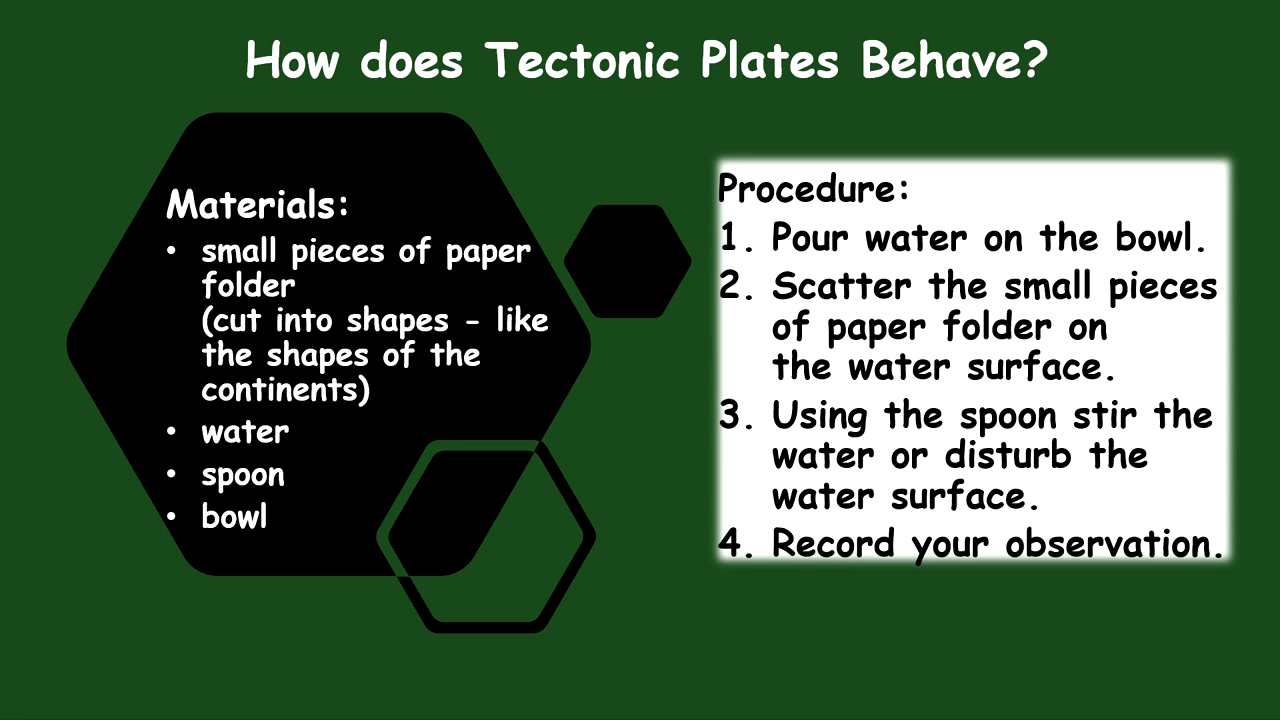 How does Tectonic Plates Behave?
Materials:
• small pieces of paper
folder
(cut into shapes – like
the shapes of the
continents)
• water
• spoon
• bowl
Procedure:
1. Pour water on the bowl.
2. Scatter the small pieces
of paper folder on
the water surface.
3. Using the spoon stir the
water or disturb the
water surface.
4. Record your observation.